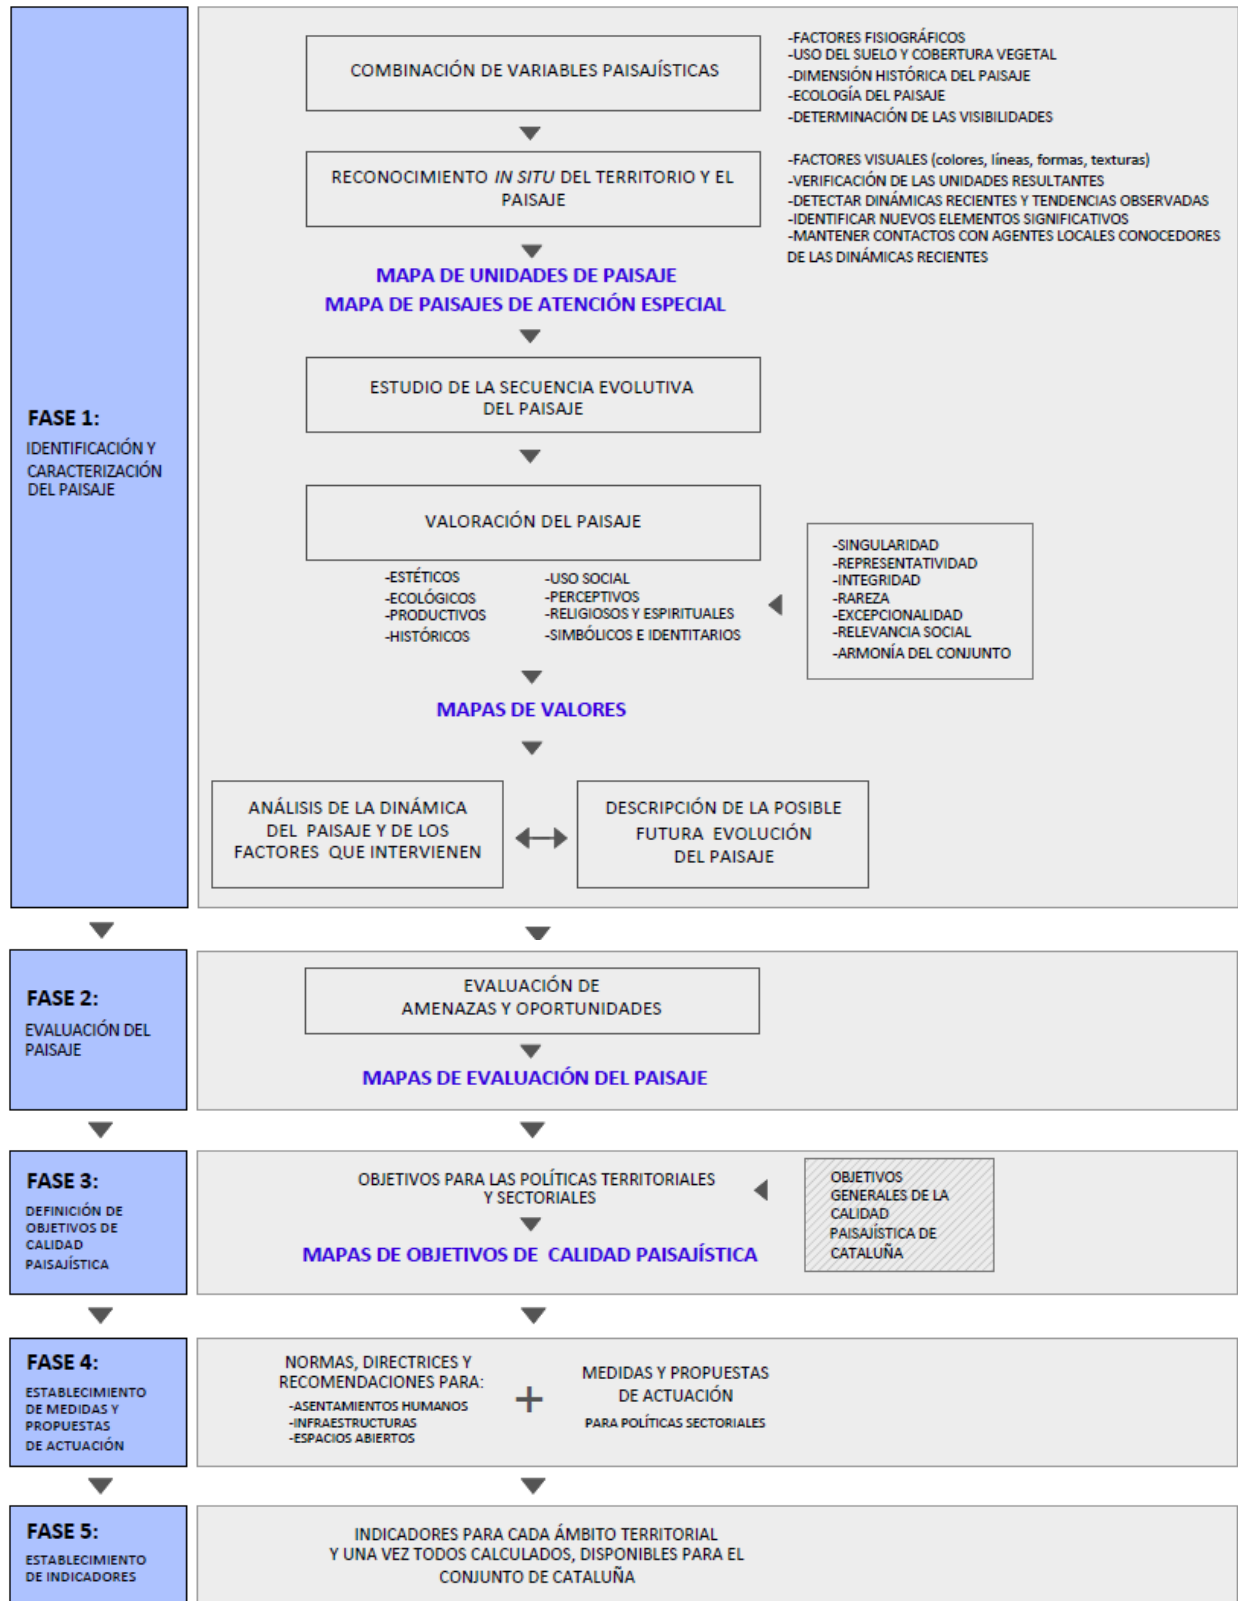 FASE 1:
IDENTIFICACIÓN Y
CARACTERIZACIÓN
DEL PAISAJE
COMBINACIÓN DE VARIABLES PAISAJÍSTICAS
-FACTORES FISIOGRÁFICOS
-USO DEL SUELO Y COBERTURA VEGETAL
-DIMENSIÓN HISTÓRICA DEL PAISAJE
-ECOLOGÍA DEL PAISAJE
-DETERMINACIÓN DE LAS VISIBILIDADES
RECONOCIMIENTO IN SITU DEL TERRITORIO Y EL
PAISAJE
-FACTORES VISUALES (colores, líneas, formas, texturas)
-VERIFICACIÓN DE LAS UNIDADES RESULTANTES
-DETECTAR DINÁMICAS RECIENTES Y TENDENCIAS OBSERVADAS
-IDENTIFICAR NUEVOS ELEMENTOS SIGNIFICATIVOS
-MANTENER CONTACTOS CON AGENTES LOCALES CONOCEDORES
DE LAS DINÁMICAS RECIENTES
MAPA DE UNIDADES DE PAISAJE
MAPA DE PAISAJES DE ATENCIÓN ESPECIAL
ESTUDIO DE LA SECUENCIA EVOLUTIVA
DEL PAISAJE
VALORACIÓN DEL PAISAJE
-ESTÉTICOS
-ECOLÓGICOS
-PRODUCTIVOS
-HISTÓRICOS
-USO SOCIAL
-PERCEPTIVOS
-RELIGIOSOS Y ESPIRITUALES
-SIMBÓLICOS E IDENTITARIOS
-SINGULARIDAD
-REPRESENTATIVIDAD
-INTEGRIDAD
-RAREZA
-EXCEPCIONALIDAD
-RELEVANCIA SOCIAL
-ARMONÍA DEL CONJUNTO
MAPAS DE VALORES
ANÁLISIS DE LA DINÁMICA
DEL PAISAJE Y DE LOS
FACTORES QUE INTERVIENEN
DESCRIPCIÓN DE LA POSIBLE
FUTURA EVOLUCIÓN
DEL PAISAJE
FASE 2:
EVALUACIÓN DEL
PAISAJE
EVALUACIÓN DE
AMENAZAS Y OPORTUNIDADES
MAPAS DE EVALUACIÓN DEL PAISAJE
FASE 3:
DEFINICIÓN DE
OBJETIVOS DE
CALIDAD
PAISAJÍSTICA
OBJETIVOS PARA LAS POLÍTICAS TERRITORIALES
Y SECTORIALES
MAPAS DE OBJETIVOS DE CALIDAD PAISAJÍSTICA
OBJETIVOS
GENERALES DE LA
CALIDAD
PAISAJÍSTICA DE
CATALUÑA
FASE 4:
ESTABLECIMIENTO
DE MEDIDAS Y
PROPUESTAS
DE ACTUACIÓN
NORMAS, DIRECTRICES Y
RECOMENDACIONES PARA:
-ASENTAMIENTOS HUMANOS
-INFRAESTRUCTURAS
-ESPACIOS ABIERTOS
+
MEDIDAS Y PROPUESTAS
DE ACTUACIÓN
PARA POLÍTICAS SECTORIALES
FASE 5:
ESTABLECIMIENTO
DE INDICADORES
INDICADORES PARA CADA ÁMBITO TERRITORIAL
Y UNA VEZ TODOS CALCULADOS, DISPONIBLES PARA EL
CONJUNTO DE CATALUÑA